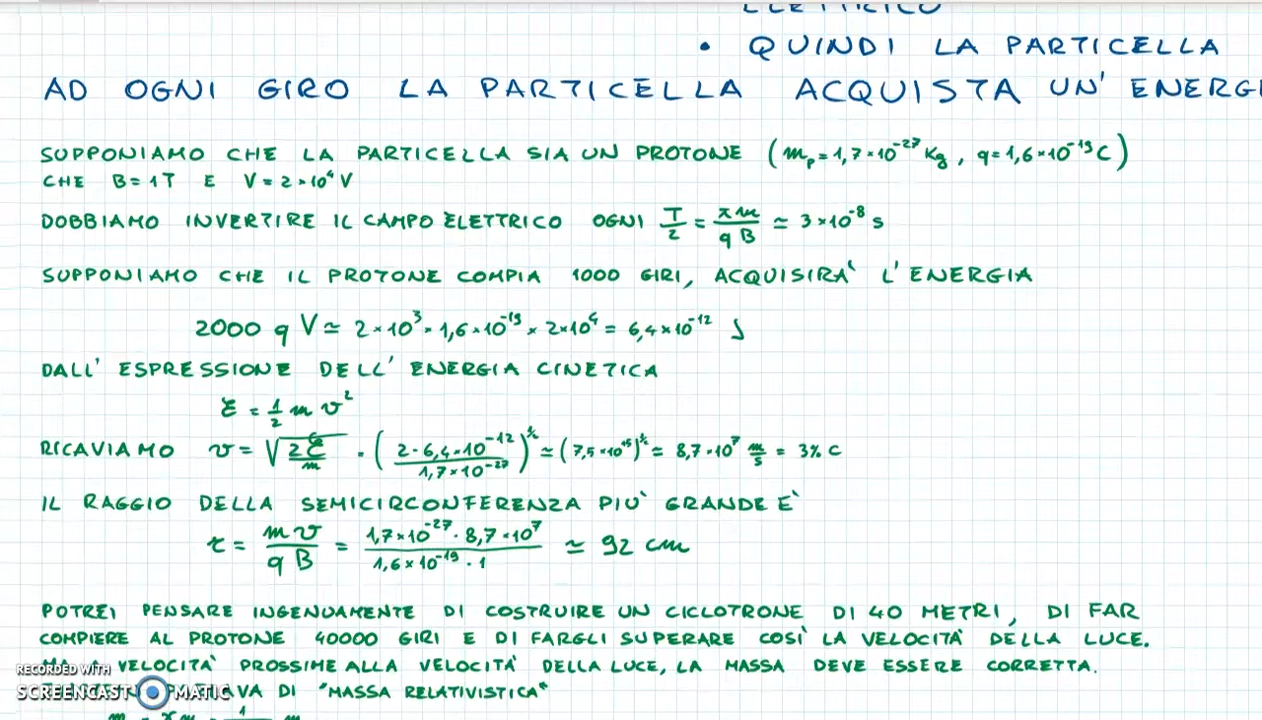 • QUINDI LA PARTICELLA
AD OGNI GIRO LA PARTICELLA ACQUISTA UN' ENERGI
SUPPONIAMO CHE LA PARTICELLA SIA UN PROTONE (mₚ=1,7×10⁻²⁷ Kg, q=1,6×10⁻¹⁹ C)
CHE B=1T E V=2×10⁴ V
DOBBIAMO INVERTIRE IL CAMPO ELETTRICO OGNI T/2 = πm/qB ≃ 3×10⁻⁸ s
SUPPONIAMO CHE IL PROTONE COMPIA 1000 GIRI, ACQUISIRA' L'ENERGIA
2000 q V ≃ 2×10³ × 1,6×10⁻¹⁹ × 2×10⁴ = 6,4×10⁻¹² J
DALL' ESPRESSIONE DELL' ENERGIA CINETICA
ℰ = 1/2 m v²
RICAVIAMO v = √(2ℰ/m) = (2·6,4×10⁻¹²/1,7×10⁻²⁷)^½ ≃ (7,5×10¹⁵)^½ ≃ 8,7·10⁷ m/s = 3% c
IL RAGGIO DELLA SEMICIRCONFERENZA PIU' GRANDE E'
r = mv/qB = 1,7×10⁻²⁷ · 8,7×10⁷/1,6×10⁻¹⁹ · 1 ≃ 92 cm
POTREI PENSARE INGENUAMENTE DI COSTRUIRE UN CICLOTRONE DI 40 METRI, DI FAR
COMPIERE AL PROTONE 40000 GIRI E DI FARGLI SUPERARE COSI' LA VELOCITA' DELLA LUCE.
VELOCITA' PROSSIME ALLA VELOCITA' DELLA LUCE, LA MASSA DEVE ESSERE CORRETTA.
DI "MASSA RELATIVISTICA"
RECORDED WITH
SCREENCAST-O-MATIC